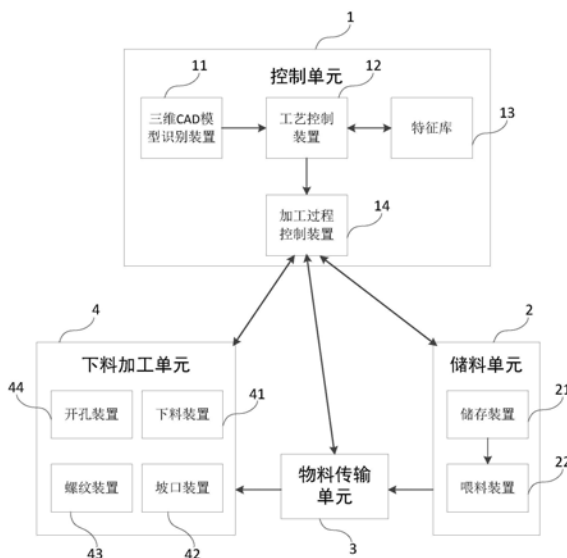 1
11
控制单元
12
三维CAD模
型识别装置
工艺控制
装置
特征库
13
加工过程
控制装置
14
4
2
下料加工单元
储料单元
44
开孔装置
下料装置
41
储存装置
21
螺纹装置
坡口装置
物料传输
单元
喂料装置
22
43
42
3